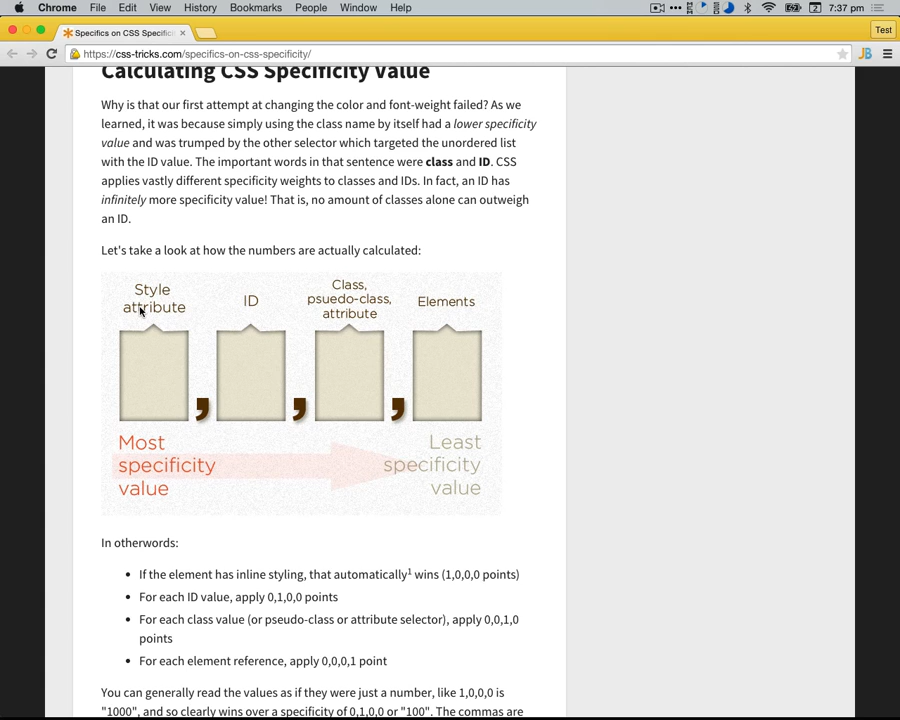 Chrome File Edit View History Bookmarks People Window Help 7:37 pm
Specifics on CSS Specific
Test
https://css-tricks.com/specifics-on-css-specificity/
Calculating CSS Specificity Value
Why is that our first attempt at changing the color and font-weight failed? As we
learned, it was because simply using the class name by itself had a lower specificity
value and was trumped by the other selector which targeted the unordered list
with the ID value. The important words in that sentence were class and ID. CSS
applies vastly different specificity weights to classes and IDs. In fact, an ID has
infinitely more specificity value! That is, no amount of classes alone can outweigh
an ID.
Let's take a look at how the numbers are actually calculated:
Style
attribute
ID
Class,
psuedo-class,
attribute
Elements
, , ,
Most
specificity
value
Least
specificity
value
In otherwords:
• If the element has inline styling, that automatically1 wins (1,0,0,0 points)
• For each ID value, apply 0,1,0,0 points
• For each class value (or pseudo-class or attribute selector), apply 0,0,1,0
points
• For each element reference, apply 0,0,0,1 point
You can generally read the values as if they were just a number, like 1,0,0,0 is
"1000", and so clearly wins over a specificity of 0,1,0,0 or "100". The commas are